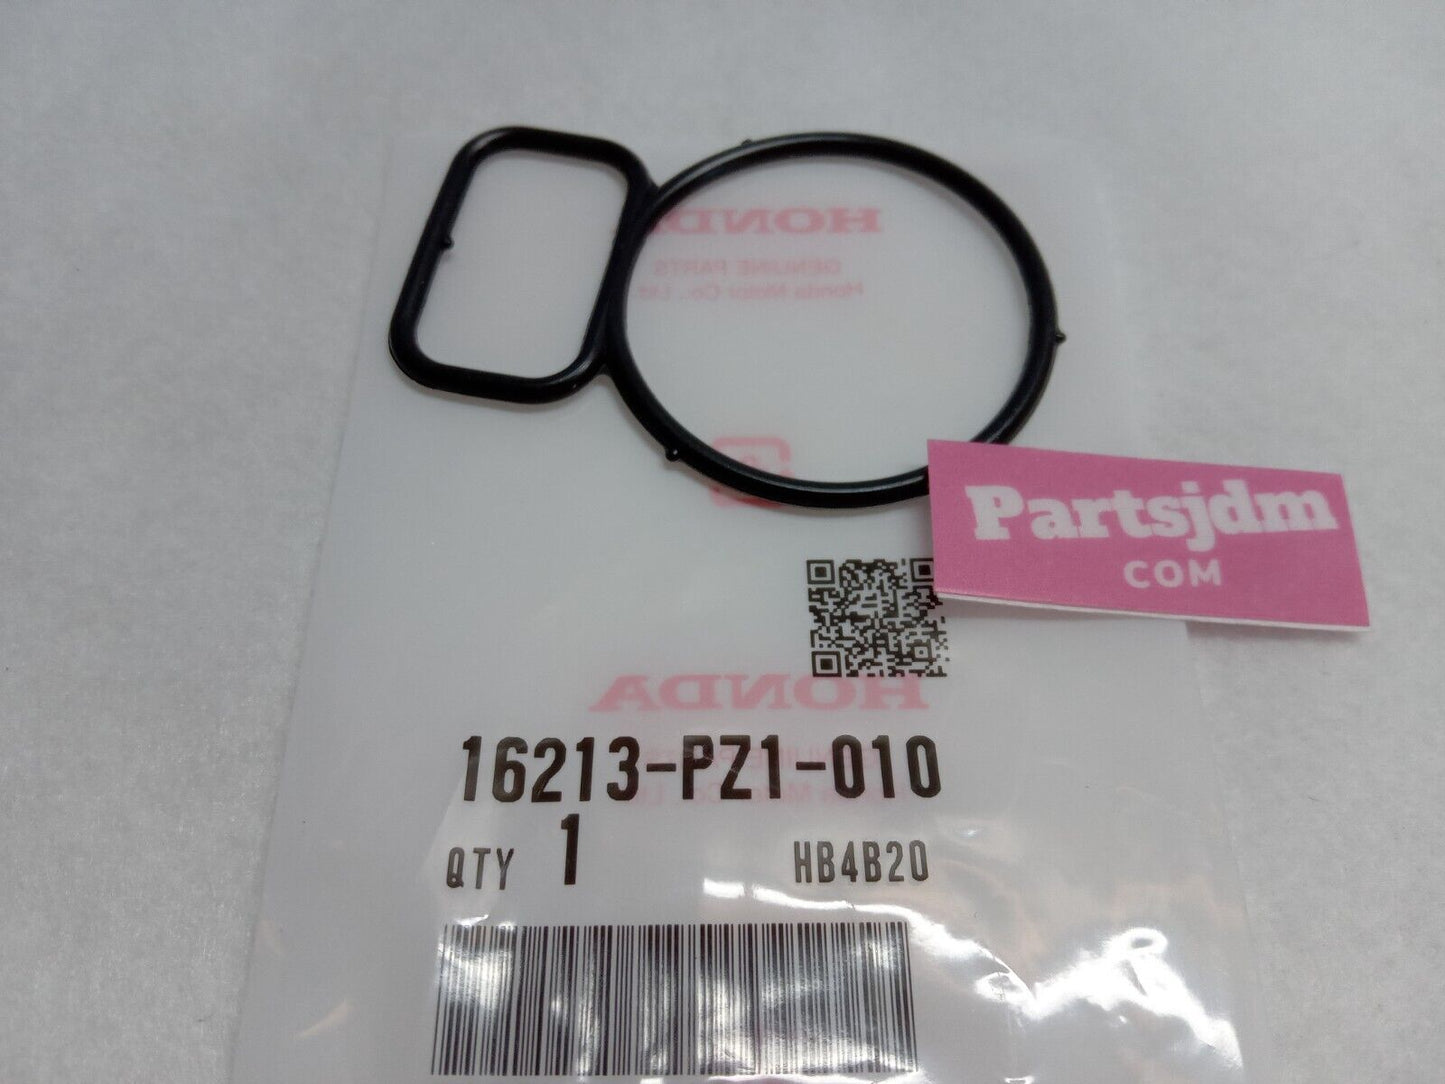 HONDA
GENUINE PARTS
Honda Motor Co., Ltd.
Partsjdm
COM
HONDA
16213-PZ1-010
QTY 1 HB4B20